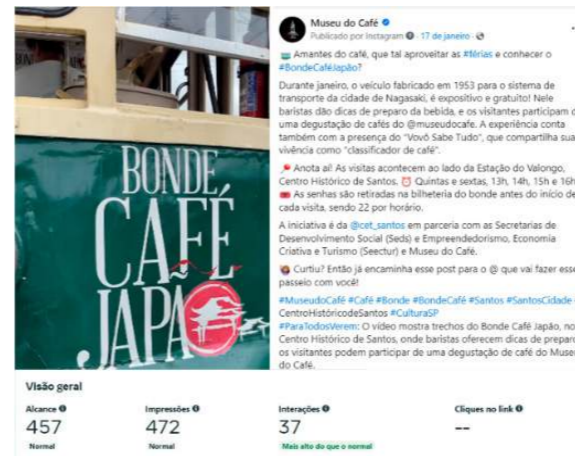 BONDE
CAFÉ
JAPÃO
Museu do Café
Publicado por Instagram · 17 de janeiro ·
Amantes do café, que tal aproveitar as #férias e conhecer o
#BondeCaféJapão?
Durante janeiro, o veículo fabricado em 1953 para o sistema de
transporte da cidade de Nagasaki, é expositivo e gratuito! Nele
baristas dão dicas de preparo da bebida, e os visitantes participam d
uma degustação de cafés do @museudocafe. A experiência conta
também com a presença do "Vovô Sabe Tudo", que compartilha sua
vivência como "classificador de café".
Anota aí! As visitas acontecem ao lado da Estação do Valongo,
Centro Histórico de Santos. Quintas e sextas, 13h, 14h, 15h e 16h
As senhas são retiradas na bilheteria do bonde antes do início de
cada visita, sendo 22 por horário.
A iniciativa é da @cet_santos em parceria com as Secretarias de
Desenvolvimento Social (Seds) e Empreendedorismo, Economia
Criativa e Turismo (Seectur) e Museu do Café.
Curtiu? Então já encaminha esse post para o @ que vai fazer esse
passeio com você!
#MuseudoCafé #Café #Bonde #BondeCafé #Santos #SantosCidade
CentroHistóricodeSantos #CulturaSP
#ParaTodosVerem: O vídeo mostra trechos do Bonde Café Japão, no
Centro Histórico de Santos, onde baristas oferecem dicas de preparo
os visitantes podem participar de uma degustação de café do Museu
do Café.
Visão geral
Alcance Impressões Interações Cliques no link
457 472 37 --
Normal Normal Mais alto do que o normal